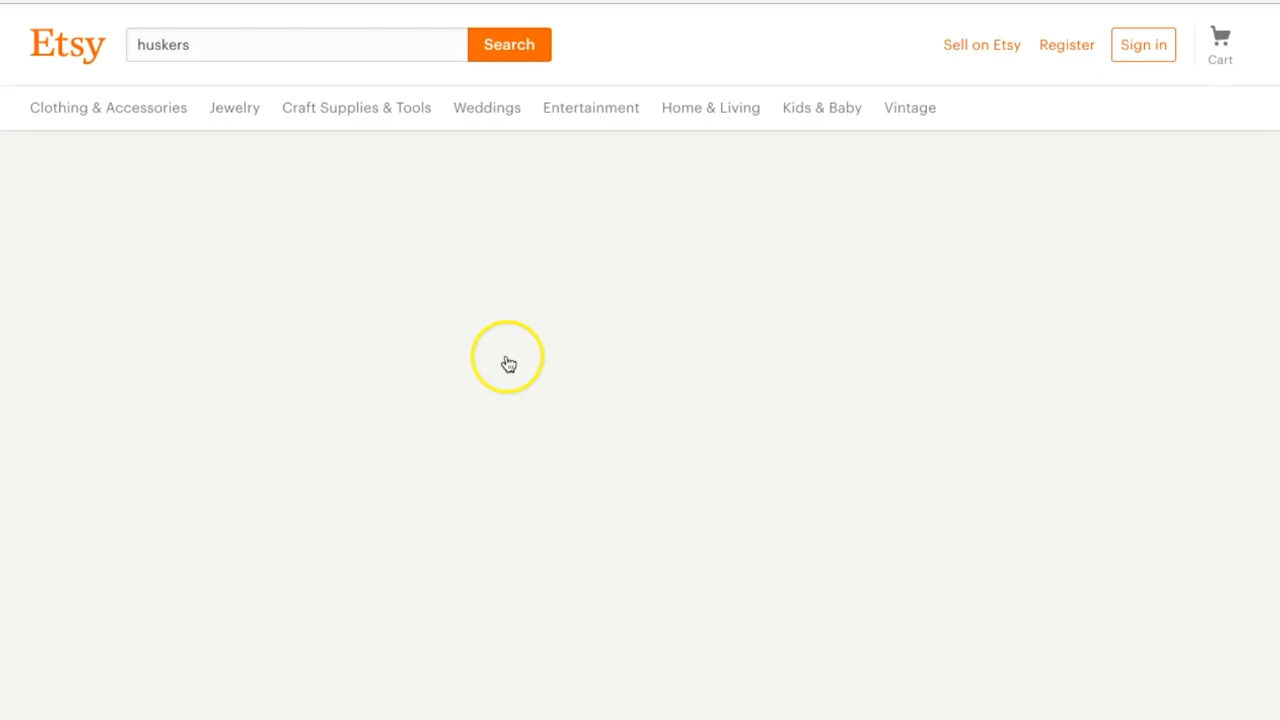 Etsy
huskers
Search
Sell on Etsy
Register
Sign in
Cart
Clothing & Accessories
Jewelry
Craft Supplies & Tools
Weddings
Entertainment
Home & Living
Kids & Baby
Vintage